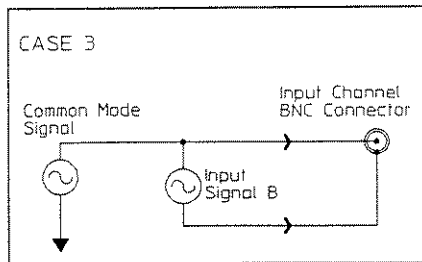 CASE 3
Common Mode
Signal
Input Channel
BNC Connector
Input
Signal B